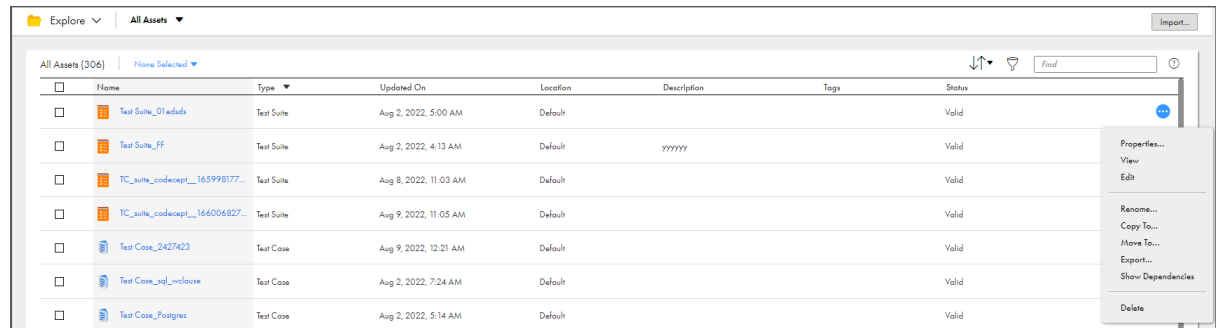 Explore All Assets Import...
All Assets (306) None Selected Find
Name Type Updated On Location Description Tags Status
Test Suite_01edsds Test Suite Aug 2, 2022, 5:00 AM Default Valid
Test Suite_FF Test Suite Aug 2, 2022, 4:13 AM Default yyyyyy Valid
TC_suite_codecept__165998177... Test Suite Aug 8, 2022, 11:03 AM Default Valid
TC_suite_codecept__166006827... Test Suite Aug 9, 2022, 11:05 AM Default Valid
Test Case_2427423 Test Case Aug 9, 2022, 12:21 AM Default Valid
Test Case_sql_wclause Test Case Aug 2, 2022, 7:24 AM Default Valid
Test Case_Postgres Test Case Aug 2, 2022, 5:14 AM Default Valid
Properties...
View
Edit
Rename...
Copy To...
Move To...
Export...
Show Dependencies
Delete